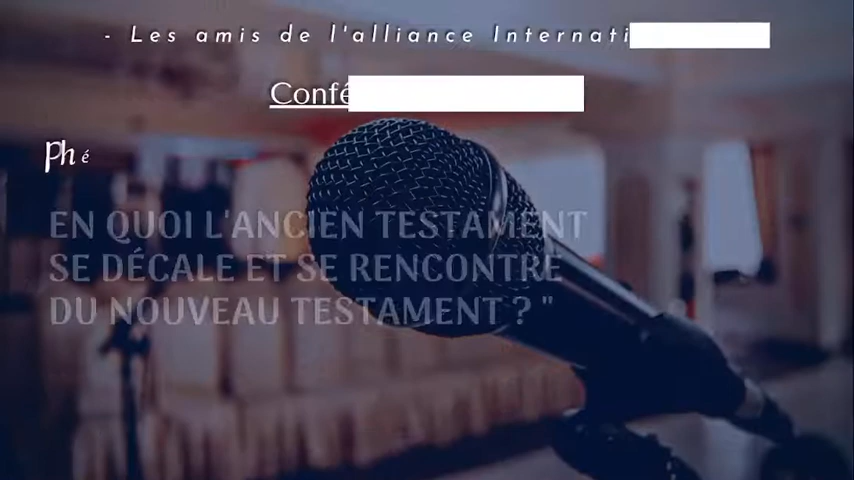 - Les amis de l'alliance Internati
Confé
Ph é
EN QUOI L'ANCIEN TESTAMENT
SE DÉCALE ET SE RENCONTRE
DU NOUVEAU TESTAMENT ? "